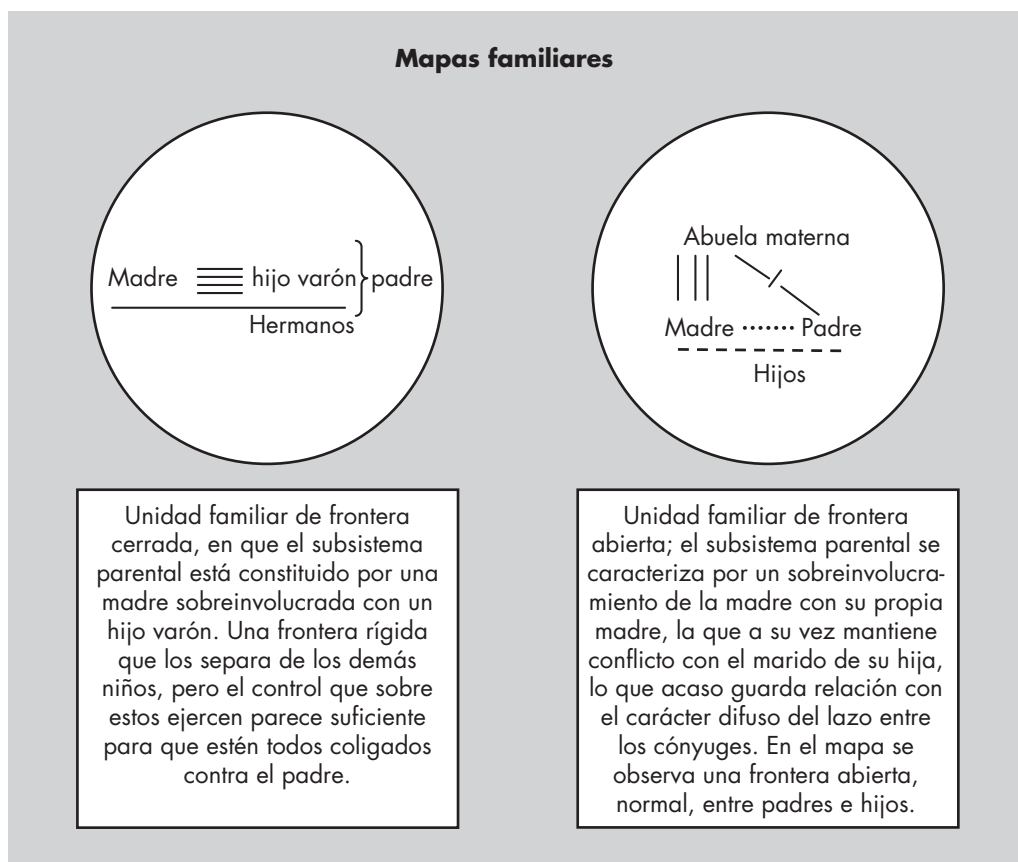 Mapas familiares
Madre hijo varón padre
Hermanos
Unidad familiar de frontera
cerrada, en que el subsistema
parental está constituido por una
madre sobreinvolucrada con un
hijo varón. Una frontera rígida
que los separa de los demás
niños, pero el control que sobre
estos ejercen parece suficiente
para que estén todos coligados
contra el padre.
Abuela materna
Madre ....... Padre
Hijos
Unidad familiar de frontera
abierta; el subsistema parental se
caracteriza por un sobreinvolucra-
miento de la madre con su propia
madre, la que a su vez mantiene
conflicto con el marido de su hija,
lo que acaso guarda relación con
el carácter difuso del lazo entre
los cónyuges. En el mapa se
observa una frontera abierta,
normal, entre padres e hijos.